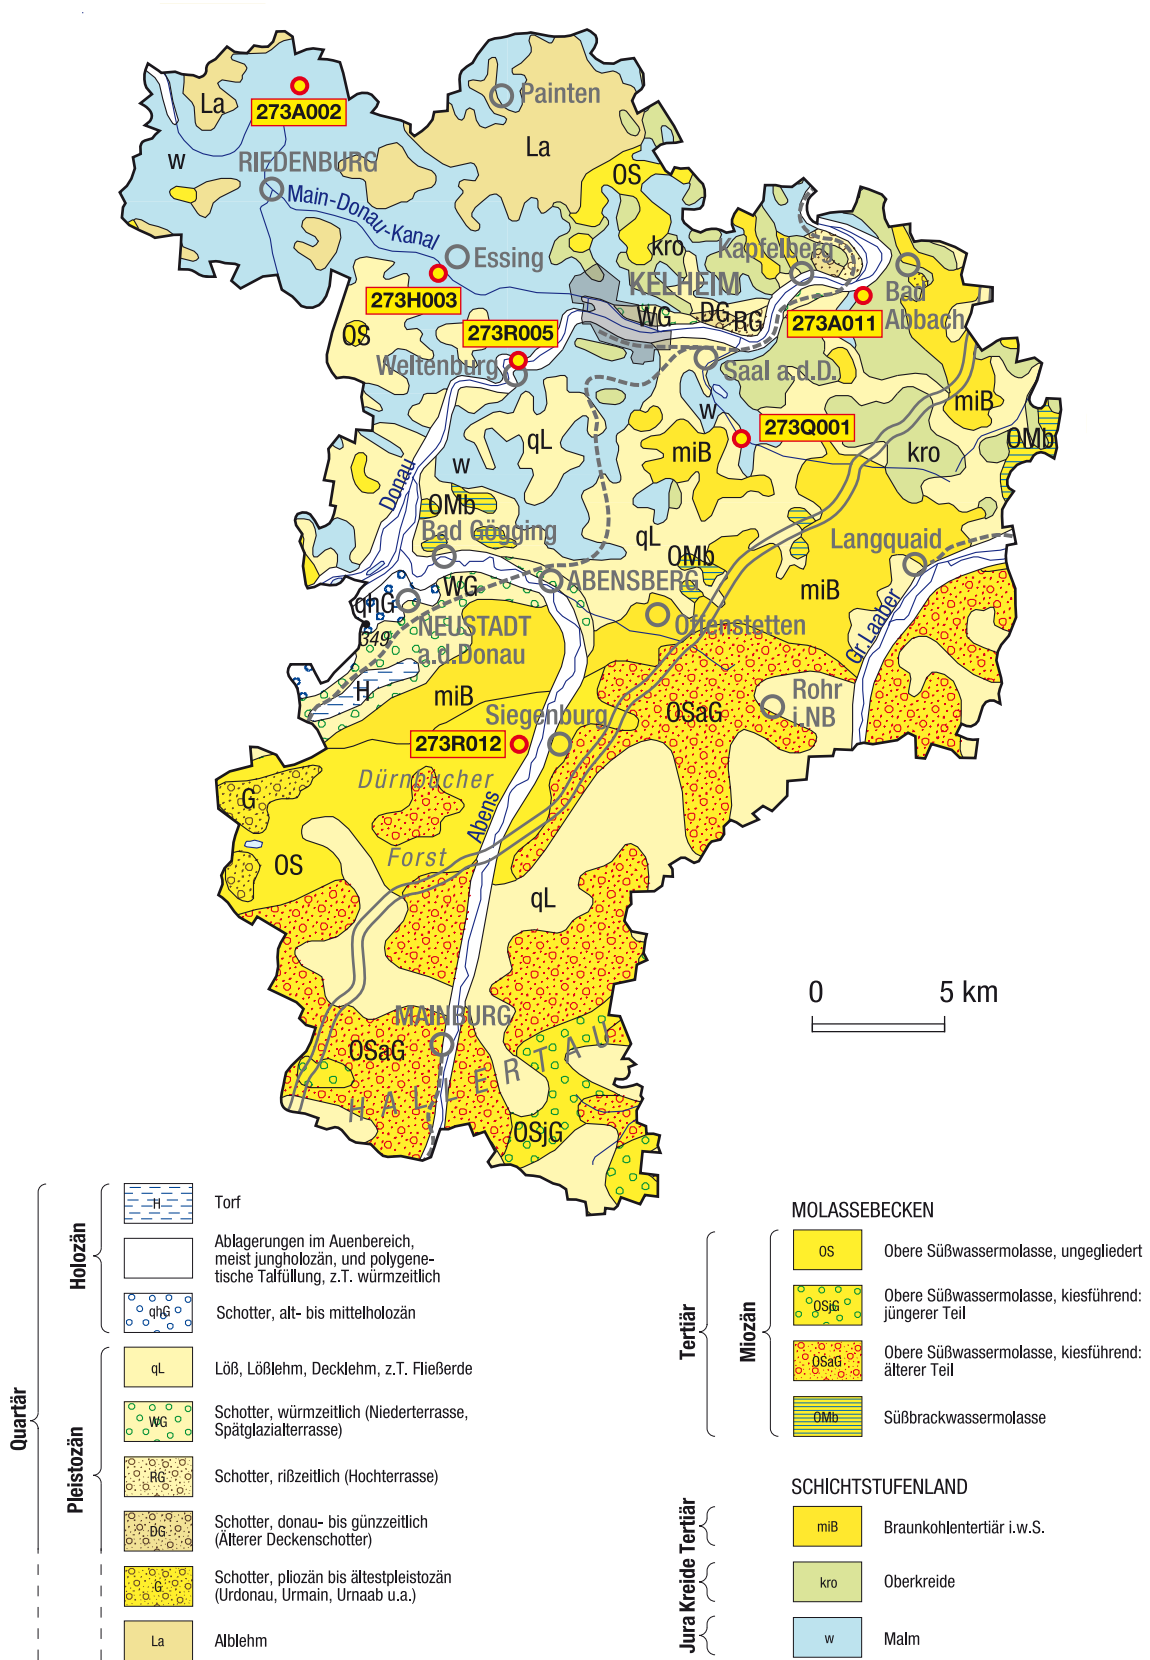 Painten
La
273A002
La
OS
w
RIEDENBURG
Main-Donau-Kanal
kro
Kapfelberg
Essing
KELHEIM
273H003
Bad
Abbach
WG
DG
RG
273A011
OS
273R005
Weltenburg
Saal a.d.D.
miB
w
273Q001
OMb
qL
miB
kro
w
Donau
OMb
Bad Gögging
qL
OMb
Langquaid
WG
ABENSBERG
miB
qhG
Offenstetten
349
NEUSTADT
a.d.Donau
Gr.Laaber
H
miB
Rohr
i.NB
OSaG
Siegenburg
273R012
Dürnbucher
G
Abens
Forst
OS
qL
0 5 km
MAINBURG
OSaG
HALLERTAU
OSjG
Quartär
Holozän
H Torf
Ablagerungen im Auenbereich,
meist jungholozän, und polygene-
tische Talfüllung, z.T. würmzeitlich
qhG Schotter, alt- bis mittelholozän
Pleistozän
qL Löß, Lößlehm, Decklehm, z.T. Fließerde
WG Schotter, würmzeitlich (Niederterrasse,
Spätglazialterrasse)
RG Schotter, rißzeitlich (Hochterrasse)
DG Schotter, donau- bis günzzeitlich
(Älterer Deckenschotter)
G Schotter, pliozän bis ältestpleistozän
(Urdonau, Urmain, Urnaab u.a.)
La Alblehm
MOLASSEBECKEN
Tertiär
Miozän
OS Obere Süßwassermolasse, ungegliedert
OSjG Obere Süßwassermolasse, kiesführend:
jüngerer Teil
OSaG Obere Süßwassermolasse, kiesführend:
älterer Teil
OMb Süßbrackwassermolasse
SCHICHTSTUFENLAND
Tertiär
miB Braunkohlentertiär i.w.S.
Kreide
kro Oberkreide
Jura
w Malm